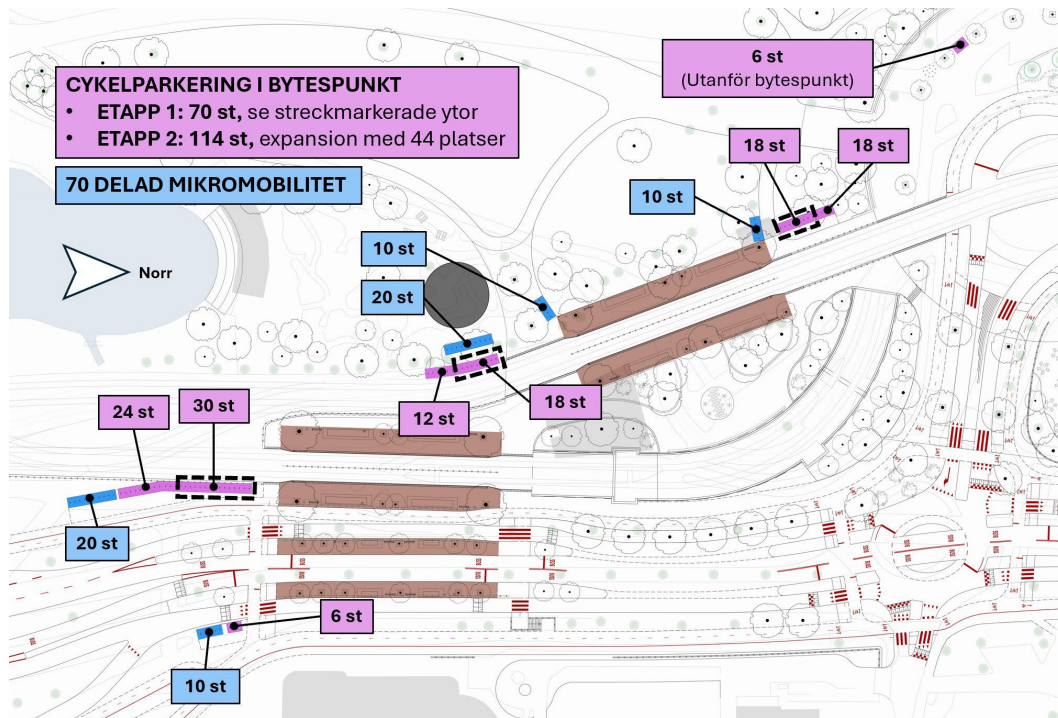 6 st
(Utanför bytespunkt)
CYKELPARKERING I BYTESPUNKT
• ETAPP 1: 70 st, se streckmarkerade ytor
• ETAPP 2: 114 st, expansion med 44 platser
70 DELAD MIKROMOBILITET
18 st
18 st
10 st
10 st
Norr
20 st
12 st
18 st
24 st
30 st
20 st
6 st
10 st